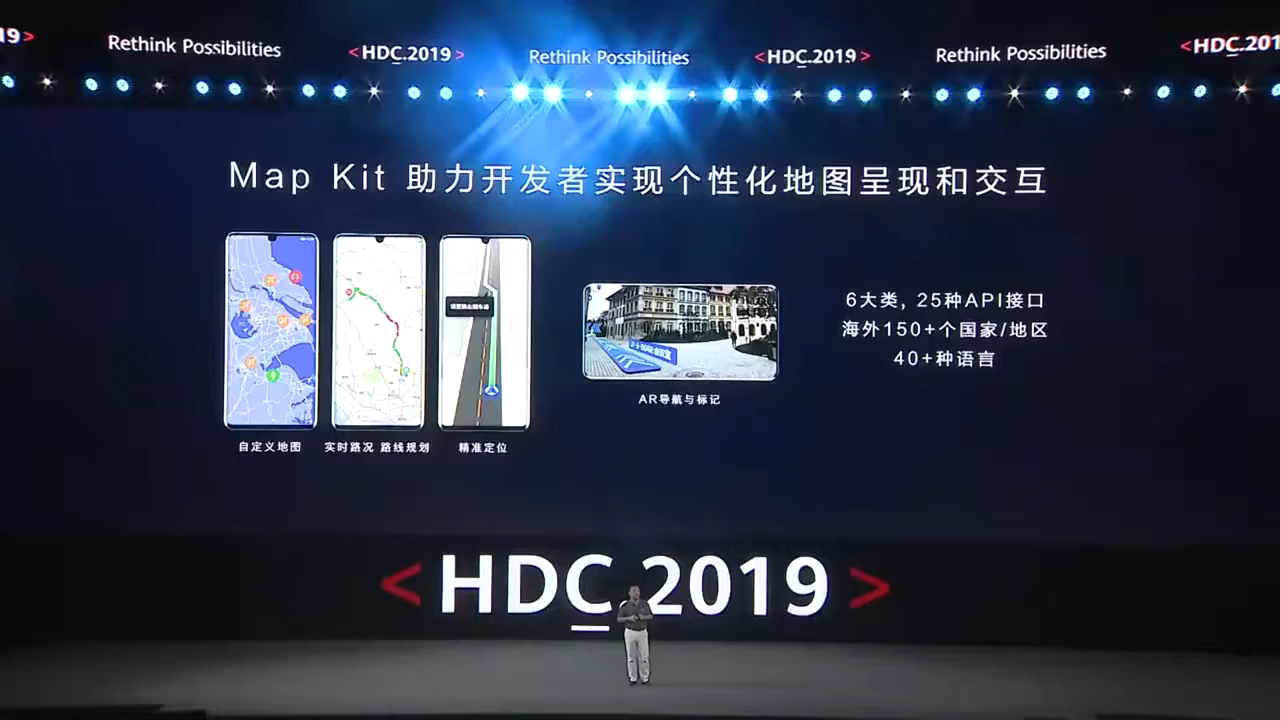 19>
Rethink Possibilities
<HDC.2019>
Rethink Possibilities
<HDC.2019>
Rethink Possibilities
<HDC.201
Map Kit 助力开发者实现个性化地图呈现和交互
6大类, 25种API接口
海外150+个国家/地区
40+种语言
AR导航与标记
自定义地图
实时路况 路线规划
精准定位
<HDC.2019>